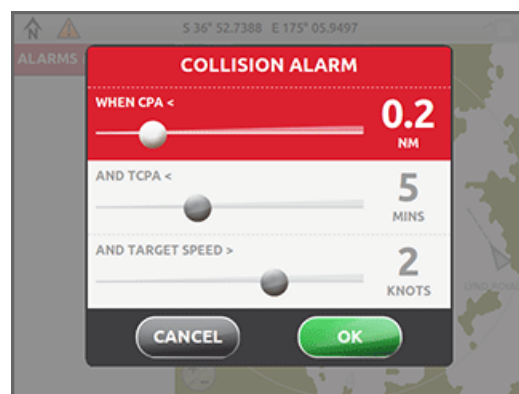 S 36° 52.7388 E 175° 05.9497
ALARMS
COLLISION ALARM
WHEN CPA <
0.2
NM
AND TCPA <
5
MINS
AND TARGET SPEED >
2
KNOTS
CANCEL
OK